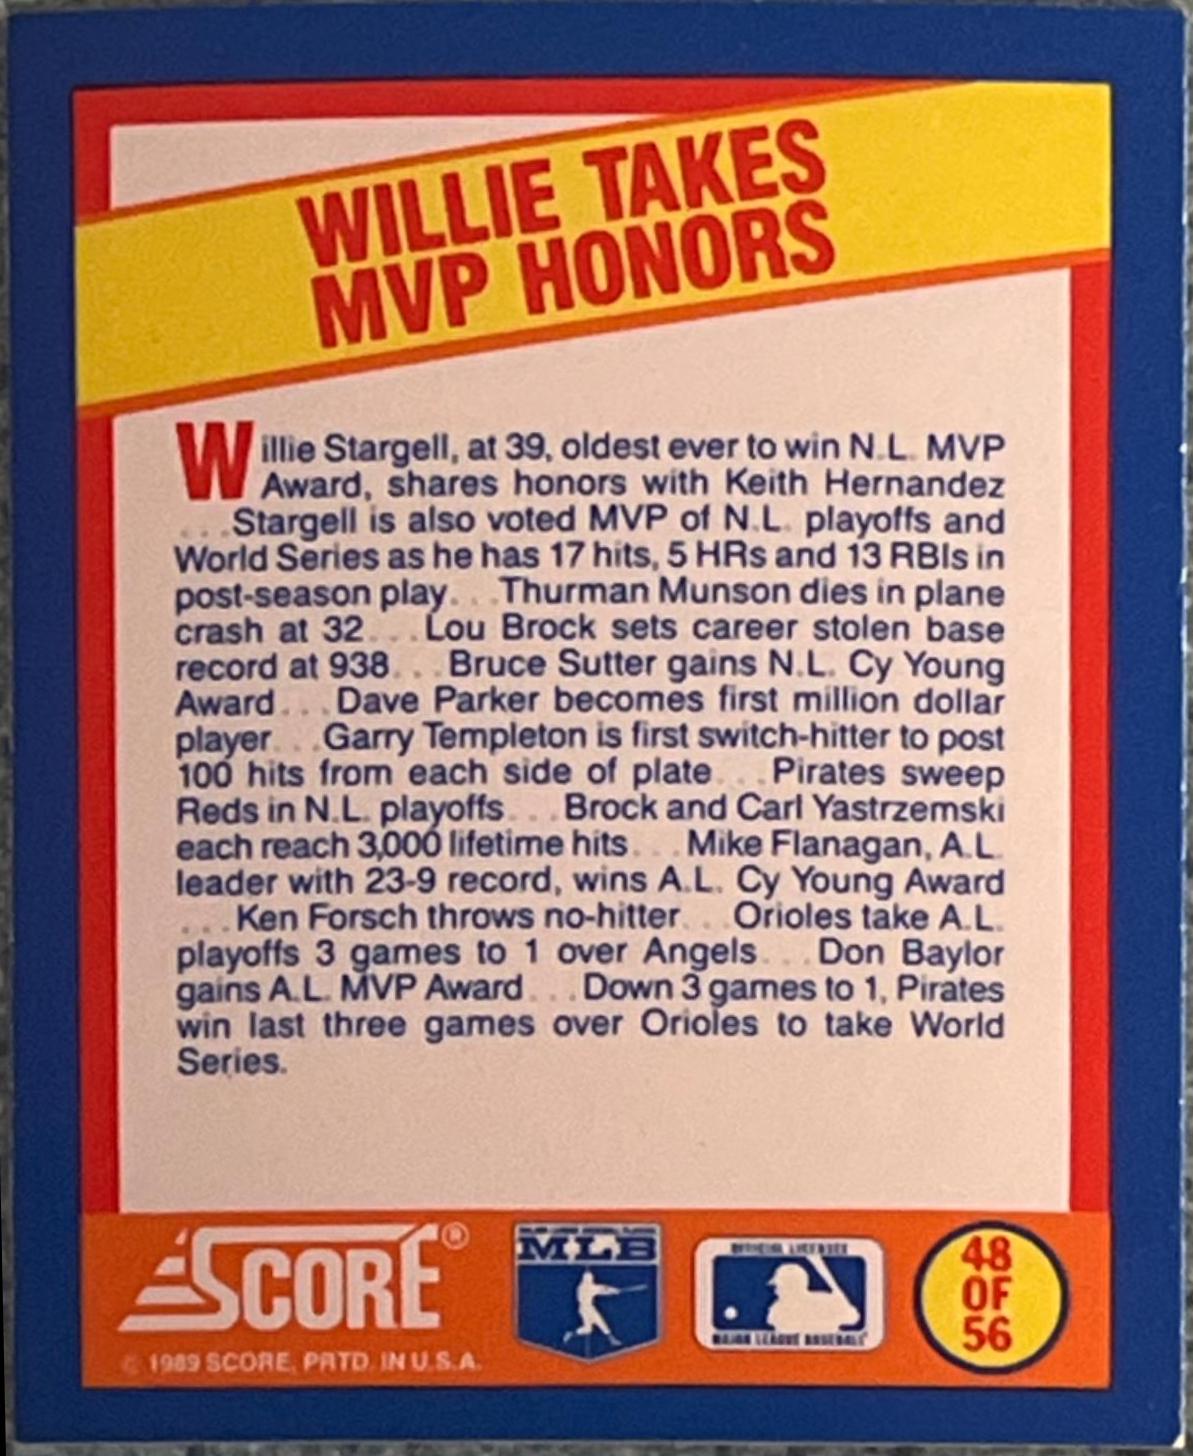 WILLIE TAKES
MVP HONORS
Willie Stargell, at 39, oldest ever to win N.L. MVP
Award, shares honors with Keith Hernandez
...Stargell is also voted MVP of N.L. playoffs and
World Series as he has 17 hits, 5 HRs and 13 RBIs in
post-season play...Thurman Munson dies in plane
crash at 32...Lou Brock sets career stolen base
record at 938...Bruce Sutter gains N.L. Cy Young
Award...Dave Parker becomes first million dollar
player...Garry Templeton is first switch-hitter to post
100 hits from each side of plate...Pirates sweep
Reds in N.L. playoffs...Brock and Carl Yastrzemski
each reach 3,000 lifetime hits...Mike Flanagan, A.L.
leader with 23-9 record, wins A.L. Cy Young Award
...Ken Forsch throws no-hitter...Orioles take A.L.
playoffs 3 games to 1 over Angels...Don Baylor
gains A.L. MVP Award...Down 3 games to 1, Pirates
win last three games over Orioles to take World
Series.
SCORE®
© 1989 SCORE, PRTD. IN U.S.A.
MLB
OFFICIAL LICENSEE
MAJOR LEAGUE BASEBALL
48
OF
56